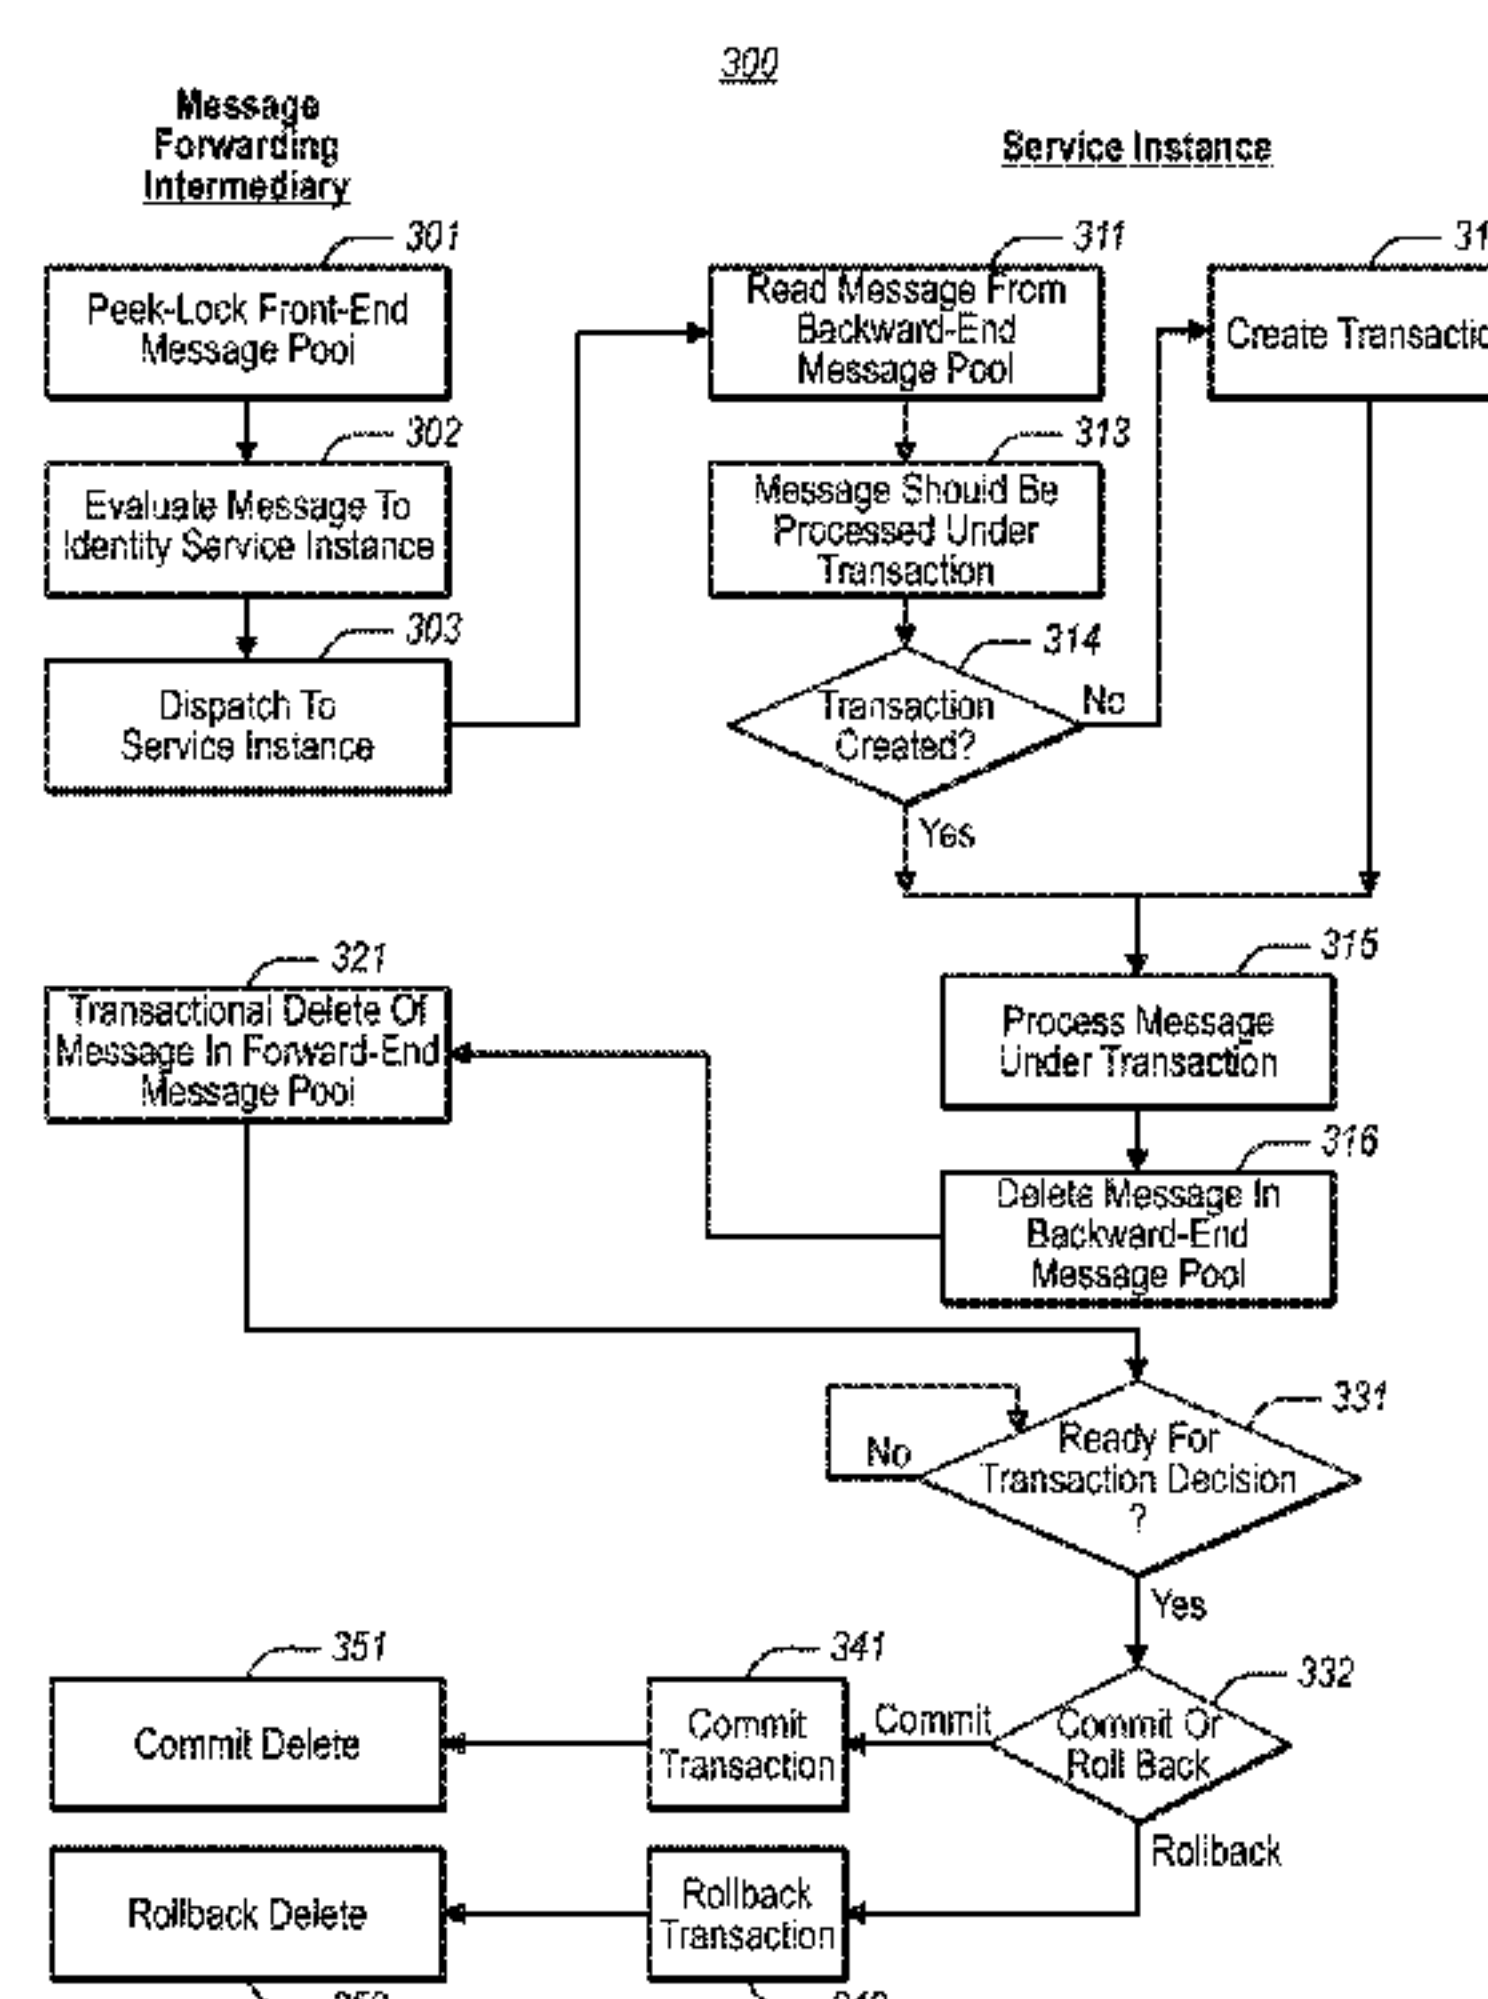 300
Message
Forwarding
Intermediary
Service Instance
301
Peek-Lock Front-End
Message Pool
302
Evaluate Message To
Identity Service Instance
303
Dispatch To
Service Instance
311
Read Message From
Backward-End
Message Pool
313
Message Should Be
Processed Under
Transaction
314
Transaction
Created?
No
Yes
Create
315
Process Message
Under Transaction
316
Delete Message In
Backward-End
Message Pool
321
Transactional Delete Of
Message In Forward-End
Message Pool
331
Ready For
Transaction Decision
?
No
Yes
332
Commit Or
Roll Back
Commit
Rollback
341
Commit
Transaction
351
Commit Delete
Rollback
Transaction
Rollback Delete